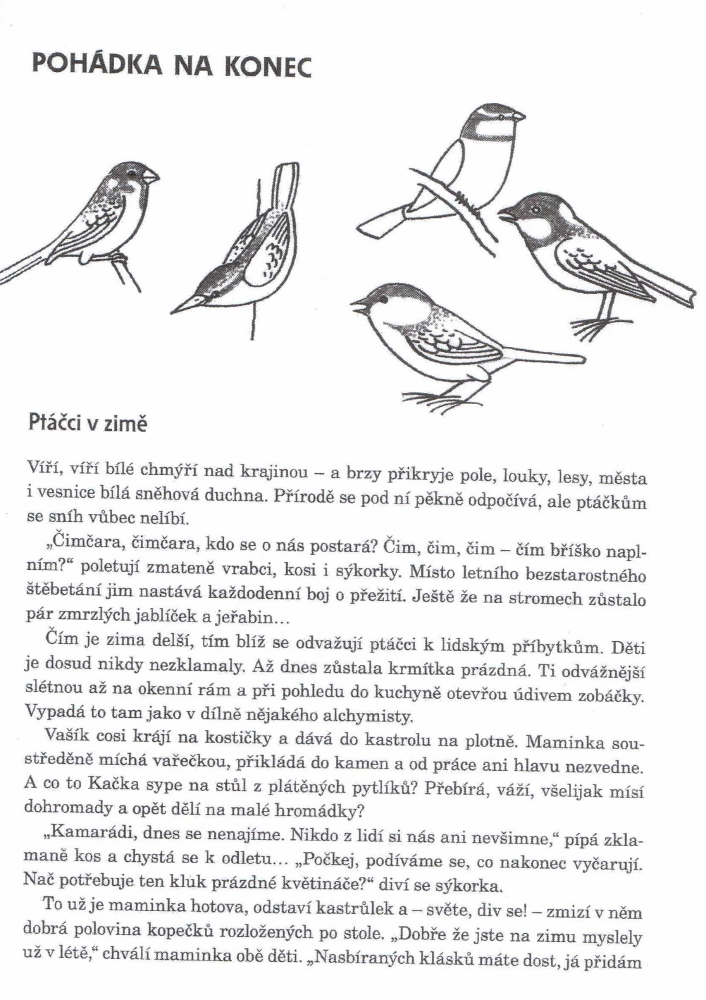 POHÁDKA NA KONEC
Ptáčci v zimě
Víří, víří bílé chmýří nad krajinou – a brzy přikryje pole, louky, lesy, města
i vesnice bílá sněhová duchna. Přírodě se pod ní pěkně odpočívá, ale ptáčkům
se sníh vůbec nelíbí.
„Čimčara, čimčara, kdo se o nás postará? Čim, čim, čim – čím bříško napl-
ním?“ poletují zmateně vrabci, kosi i sýkorky. Místo letního bezstarostného
štěbetání jim nastává každodenní boj o přežití. Ještě že na stromech zůstalo
pár zmrzlých jablíček a jeřabin...
Čím je zima delší, tím blíž se odvažují ptáčci k lidským příbytkům. Děti
je dosud nikdy nezklamaly. Až dnes zůstala krmítka prázdná. Ti odvážnější
slétnou až na okenní rám a při pohledu do kuchyně otevřou údivem zobáčky.
Vypadá to tam jako v dílně nějakého alchymisty.
Vašík cosi krájí na kostičky a dává do kastrolu na plotně. Maminka sou-
středěně míchá vařečkou, přikládá do kamen a od práce ani hlavu nezvedne.
A co to Kačka sype na stůl z plátěných pytlíků? Přebírá, váží, všelijak mísí
dohromady a opět dělí na malé hromádky?
„Kamarádi, dnes se nenajíme. Nikdo z lidí si nás ani nevšimne,“ pípá zkla-
maně kos a chystá se k odletu... „Počkej, podíváme se, co nakonec vyčarují.
Nač potřebuje ten kluk prázdné květináče?“ diví se sýkorka.
To už je maminka hotova, odstaví kastrůlek a – světe, div se! – zmizí v něm
dobrá polovina kopečků rozložených po stole. „Dobře že jste na zimu myslely
už v létě,“ chválí maminka obě děti. „Nasbíraných klásků máte dost, já přidám